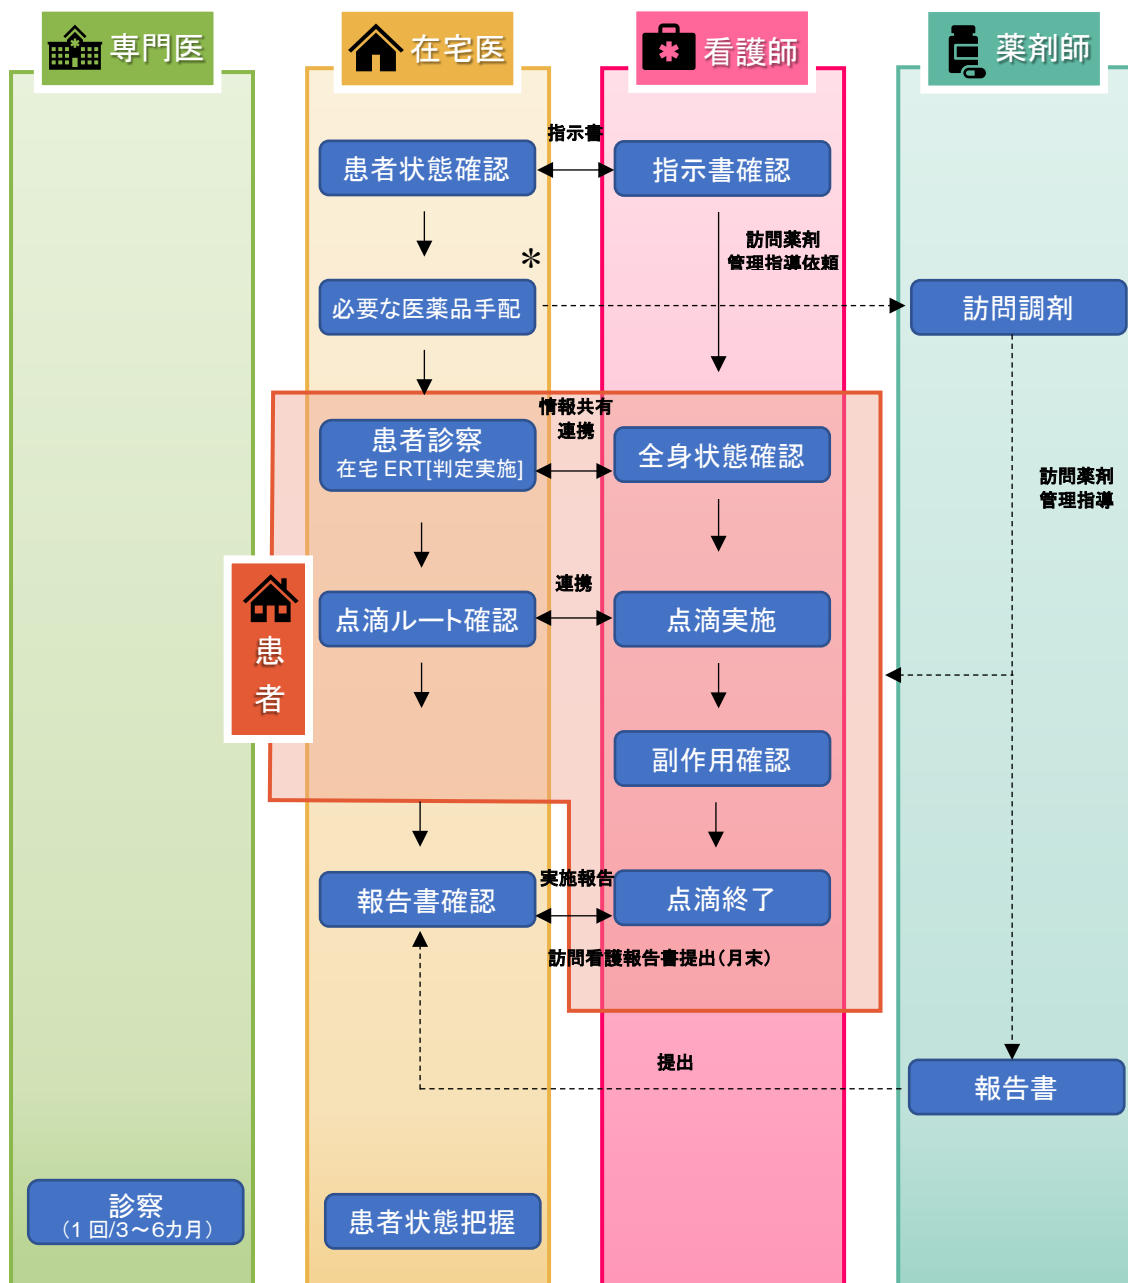 専門医
在宅医
看護師
薬剤師
指示書
患者状態確認
指示書確認
訪問薬剤
管理指導依頼
*
必要な医薬品手配
訪問調剤
情報共有
連携
患者診察
在宅 ERT[判定実施]
全身状態確認
訪問薬剤
管理指導
連携
点滴ルート確認
点滴実施
患
者
副作用確認
実施報告
報告書確認
点滴終了
訪問看護報告書提出(月末)
提出
報告書
診察
(1 回/3~6カ月)
患者状態把握